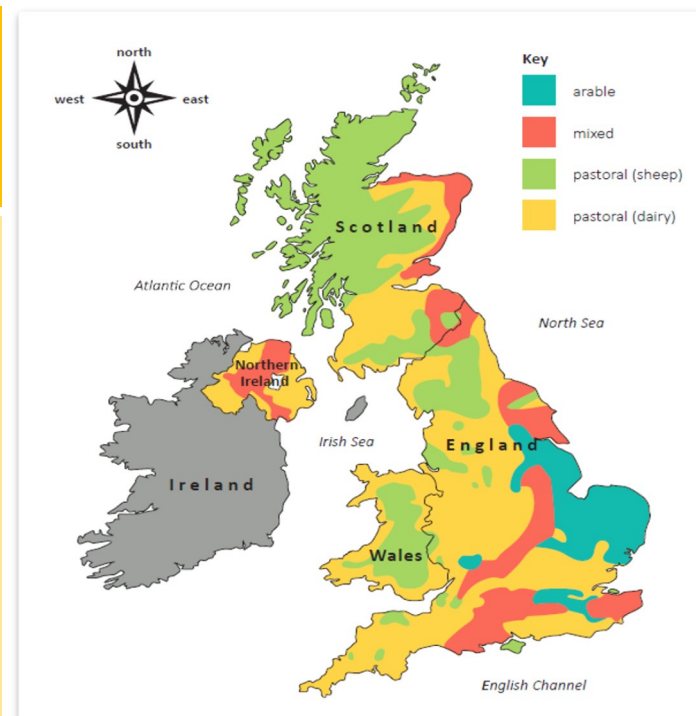 north
west
east
south
Key
arable
mixed
pastoral (sheep)
pastoral (dairy)
Scotland
Atlantic Ocean
North Sea
Northern
Ireland
Irish Sea
England
Ireland
Wales
English Channel